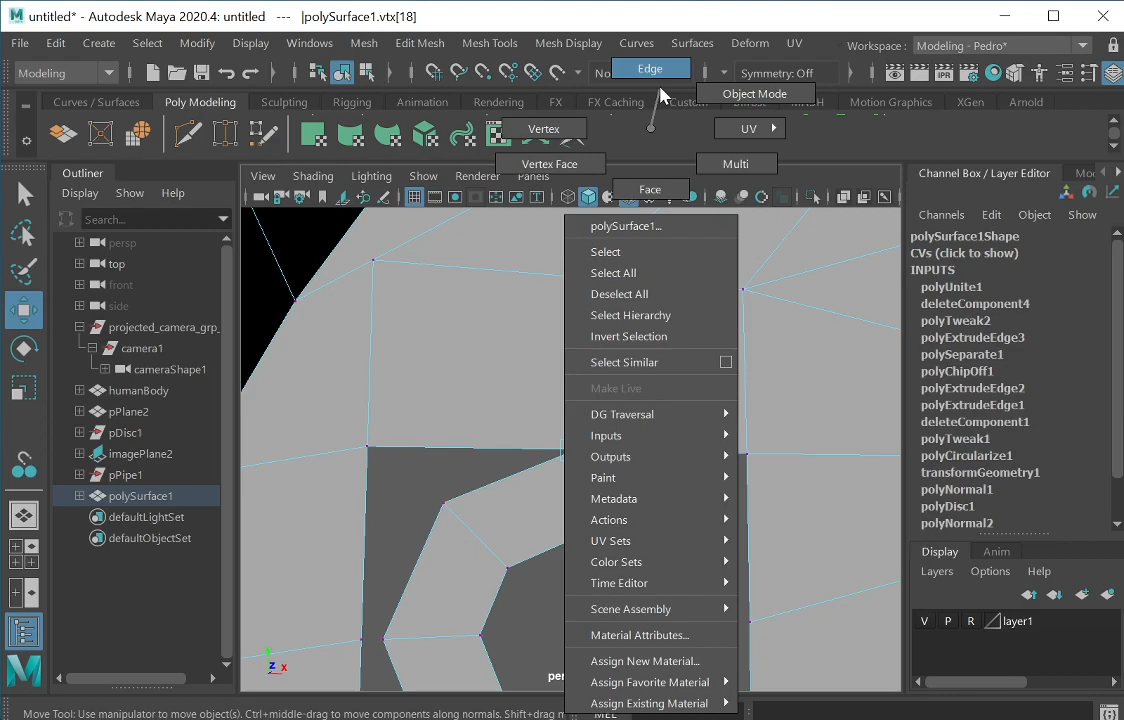 untitled* - Autodesk Maya 2020.4: untitled --- |polySurface1.vtx[18]
File Edit Create Select Modify Display Windows Mesh Edit Mesh Mesh Tools Mesh Display Curves Surfaces Deform UV Workspace : Modeling - Pedro*
Modeling No Edge Symmetry: Off
Object Mode
Curves / Surfaces Poly Modeling Sculpting Rigging Animation Rendering FX FX Caching Motion Graphics XGen Arnold
Vertex UV
Vertex Face Multi
Face
Outliner
Display Show Help
Search...
persp
top
front
side
projected_camera_grp_
camera1
cameraShape1
humanBody
pPlane2
pDisc1
imagePlane2
pPipe1
polySurface1
defaultLightSet
defaultObjectSet
View Shading Lighting Show Renderer Panels
polySurface1...
Select
Select All
Deselect All
Select Hierarchy
Invert Selection
Select Similar
Make Live
DG Traversal
Inputs
Outputs
Paint
Metadata
Actions
UV Sets
Color Sets
Time Editor
Scene Assembly
Material Attributes...
Assign New Material...
Assign Favorite Material
Assign Existing Material
y
z x
Channel Box / Layer Editor
Channels Edit Object Show
polySurface1Shape
CVs (click to show)
INPUTS
polyUnite1
deleteComponent4
polyTweak2
polyExtrudeEdge3
polySeparate1
polyChipOff1
polyExtrudeEdge2
polyExtrudeEdge1
deleteComponent1
polyTweak1
polyCircularize1
transformGeometry1
polyNormal1
polyDisc1
polyNormal2
Display Anim
Layers Options Help
V P R layer1
Move Tool: Use manipulator to move object(s). Ctrl+middle-drag to move components along normals. Shift+drag m
MEL